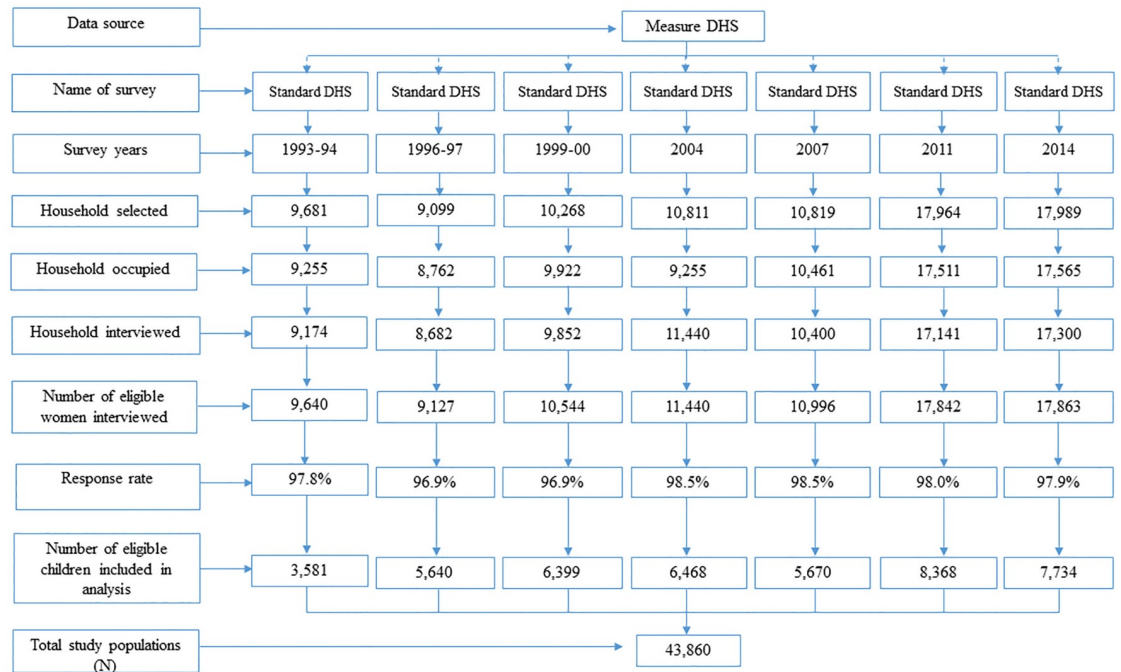 Data source
Measure DHS
Name of survey
Standard DHS Standard DHS Standard DHS Standard DHS Standard DHS Standard DHS Standard DHS
Survey years
1993-94 1996-97 1999-00 2004 2007 2011 2014
Household selected
9,681 9,099 10,268 10,811 10,819 17,964 17,989
Household occupied
9,255 8,762 9,922 9,255 10,461 17,511 17,565
Household interviewed
9,174 8,682 9,852 11,440 10,400 17,141 17,300
Number of eligible
women interviewed
9,640 9,127 10,544 11,440 10,996 17,842 17,863
Response rate
97.8% 96.9% 96.9% 98.5% 98.5% 98.0% 97.9%
Number of eligible
children included in
analysis
3,581 5,640 6,399 6,468 5,670 8,368 7,734
Total study populations
(N)
43,860